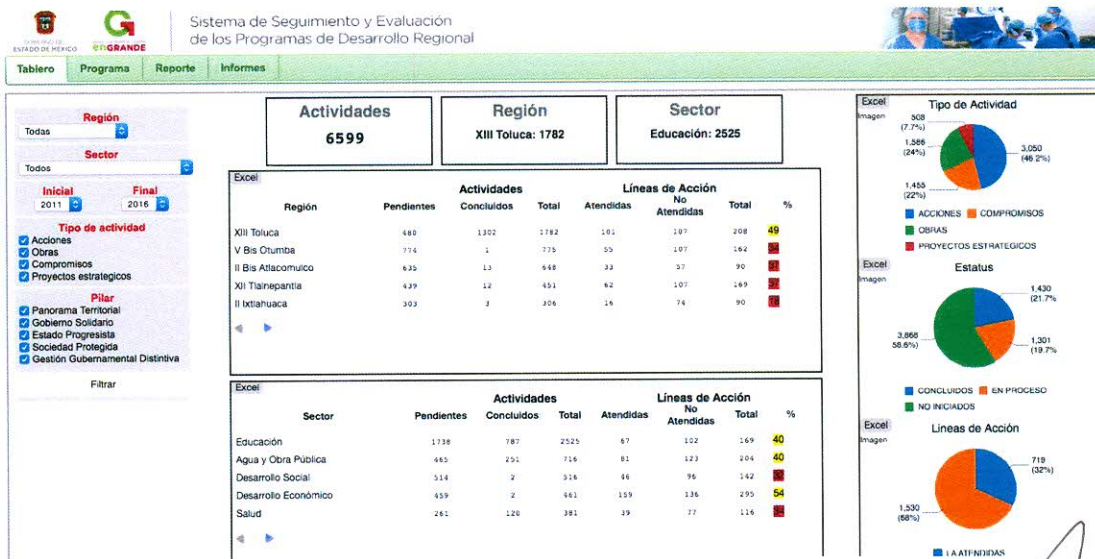 GOBIERNO DEL
ESTADO DE MÉXICO
enGRANDE
Sistema de Seguimiento y Evaluación
de los Programas de Desarrollo Regional
Tablero Programa Reporte Informes
Región
Todas
Sector
Todos
Inicial Final
2011 2016
Tipo de actividad
Acciones
Obras
Compromisos
Proyectos estrategicos
Pilar
Panorama Territorial
Gobierno Solidario
Estado Progresista
Sociedad Protegida
Gestión Gubernamental Distintiva
Filtrar
Actividades
6599
Región
XIII Toluca: 1782
Sector
Educación: 2525
Excel
Actividades Líneas de Acción
Región Pendientes Concluidos Total Atendidas No Atendidas Total %
XIII Toluca 480 1302 1782 101 107 208 49
V Bis Otumba 774 1 775 55 107 162 34
II Bis Atlacomulco 635 13 648 33 57 90 37
XII Tlalnepantla 439 12 451 62 107 169 37
II Ixtlahuaca 303 3 306 16 74 90 18
Excel
Actividades Líneas de Acción
Sector Pendientes Concluidos Total Atendidas No Atendidas Total %
Educación 1738 787 2525 67 102 169 40
Agua y Obra Pública 465 251 716 81 123 204 40
Desarrollo Social 514 2 516 46 96 142 32
Desarrollo Económico 459 2 461 159 136 295 54
Salud 261 120 381 39 77 116 34
Excel
Imagen
Tipo de Actividad
508
(7.7%)
1,586
(24%)
3,050
(46.2%)
1,455
(22%)
ACCIONES COMPROMISOS
OBRAS
PROYECTOS ESTRATEGICOS
Excel
Imagen
Estatus
1,430
(21.7%
3,868
58.6%)
1,301
(19.7%
CONCLUIDOS EN PROCESO
NO INICIADOS
Excel
Imagen
Lineas de Acción
719
(32%)
1,530
(68%)
LA ATENDIDAS